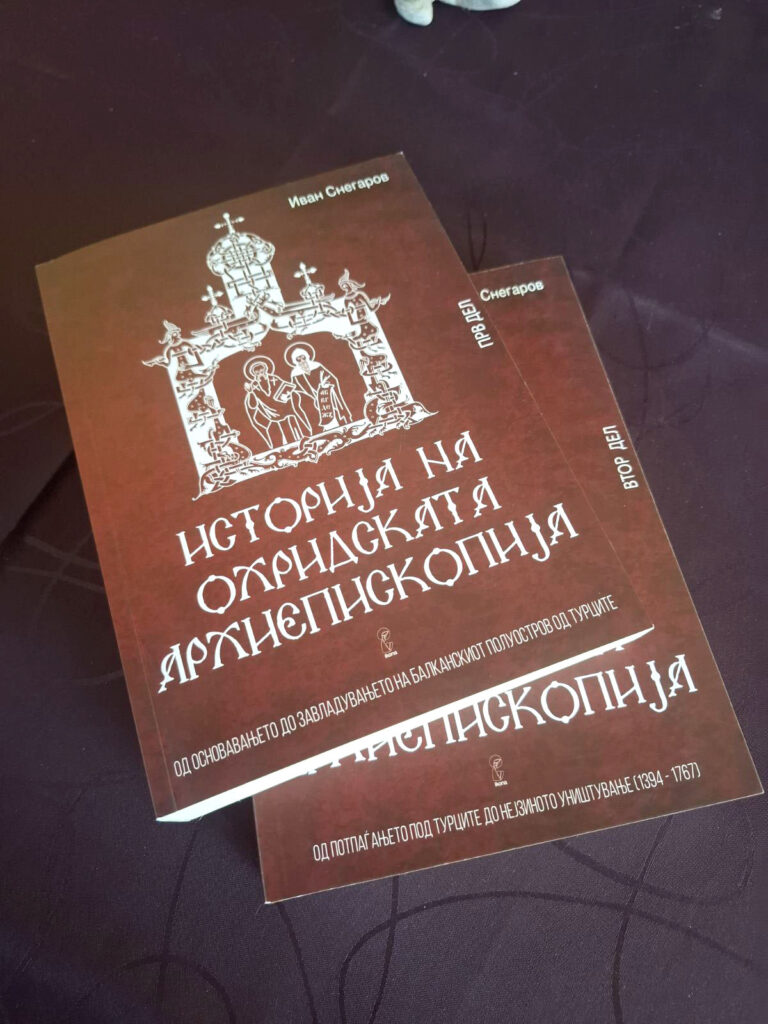 Иван Снегаров
ПРВ ДЕЛ
ИСТОРИЈА НА
ОХРИДСКАТА
АРХИЕПИСКОПИЈА
ОД ОСНОВАВАЊЕТО ДО ЗАВЛАДУВАЊЕТО НА БАЛКАНСКИОТ ПОЛУОСТРОВ ОД ТУРЦИТЕ
Снегаров
ВТОР ДЕЛ
АРХИЕПИСКОПИЈА
ОД ПОТПАЃАЊЕТО ПОД ТУРЦИТЕ ДО НЕЈЗИНОТО УНИШТУВАЊЕ (1394 - 1767)